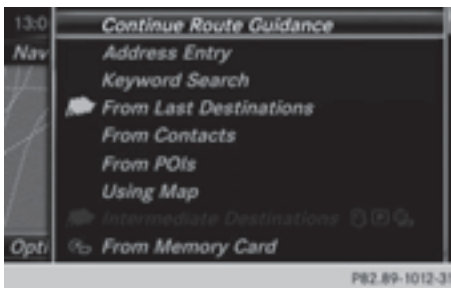 13:0
Continue Route Guidance
Nav
Address Entry
Keyword Search
From Last Destinations
From Contacts
From POIs
Using Map
Intermediate Destinations
Opti
From Memory Card
P82.89-1012-31